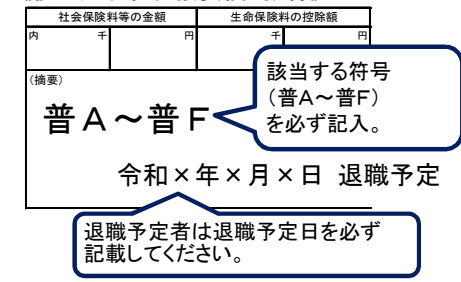 社会保険料等の金額 生命保険料の控除額
内 千 円 千 円
(摘要)
該当する符号
(普A～普F)
を必ず記入。
普A～普F
令和×年×月×日 退職予定
退職予定者は退職予定日を必ず
記載してください。